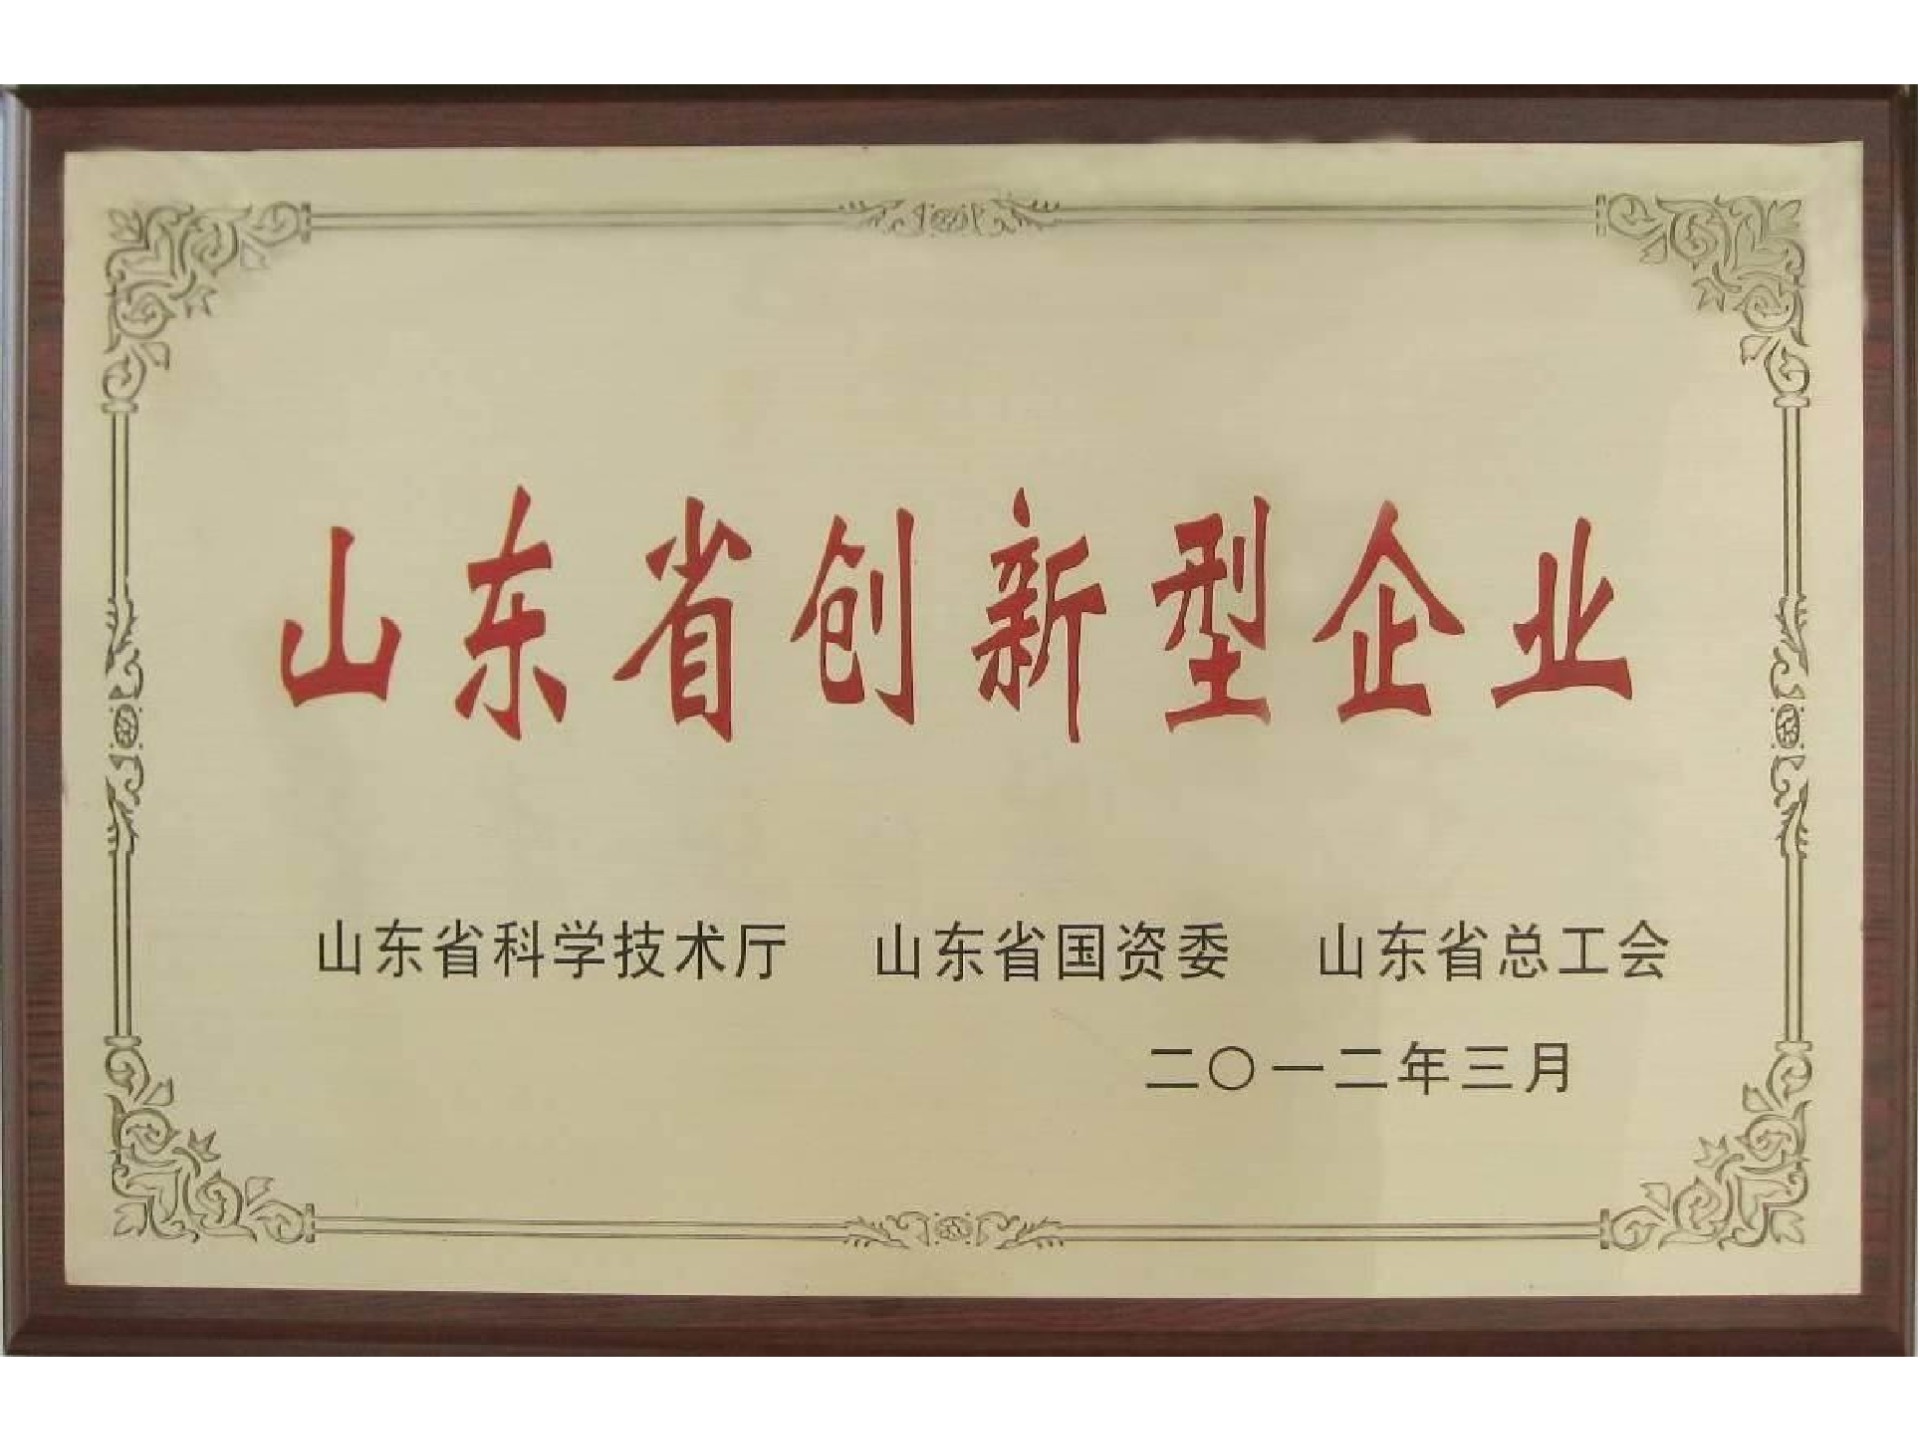 山东省创新型企业
山东省科学技术厅 山东省国资委 山东省总工会
二〇一二年三月